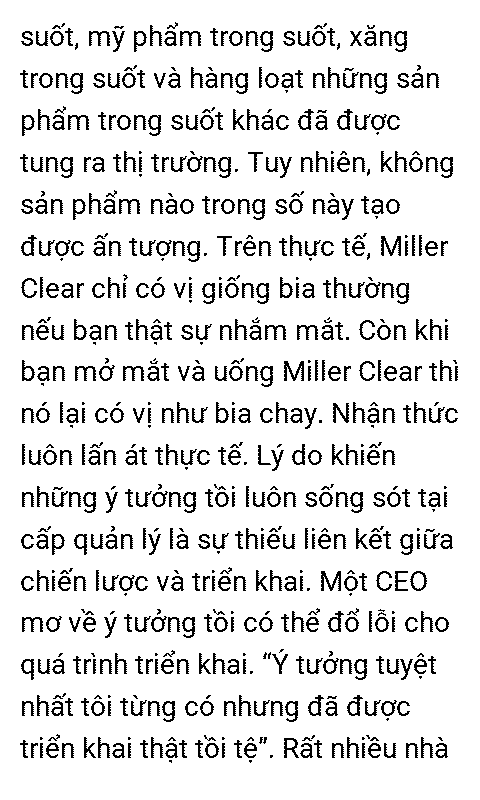 suốt, mỹ phẩm trong suốt, xăng
trong suốt và hàng loạt những sản
phẩm trong suốt khác đã được
tung ra thị trường. Tuy nhiên, không
sản phẩm nào trong số này tạo
được ấn tượng. Trên thực tế, Miller
Clear chỉ có vị giống bia thường
nếu bạn thật sự nhắm mắt. Còn khi
bạn mở mắt và uống Miller Clear thì
nó lại có vị như bia chay. Nhận thức
luôn lấn át thực tế. Lý do khiến
những ý tưởng tồi luôn sống sót tại
cấp quản lý là sự thiếu liên kết giữa
chiến lược và triển khai. Một CEO
mơ về ý tưởng tồi có thể đổ lỗi cho
quá trình triển khai. “Ý tưởng tuyệt
nhất tôi từng có nhưng đã được
triển khai thật tồi tệ”. Rất nhiều nhà